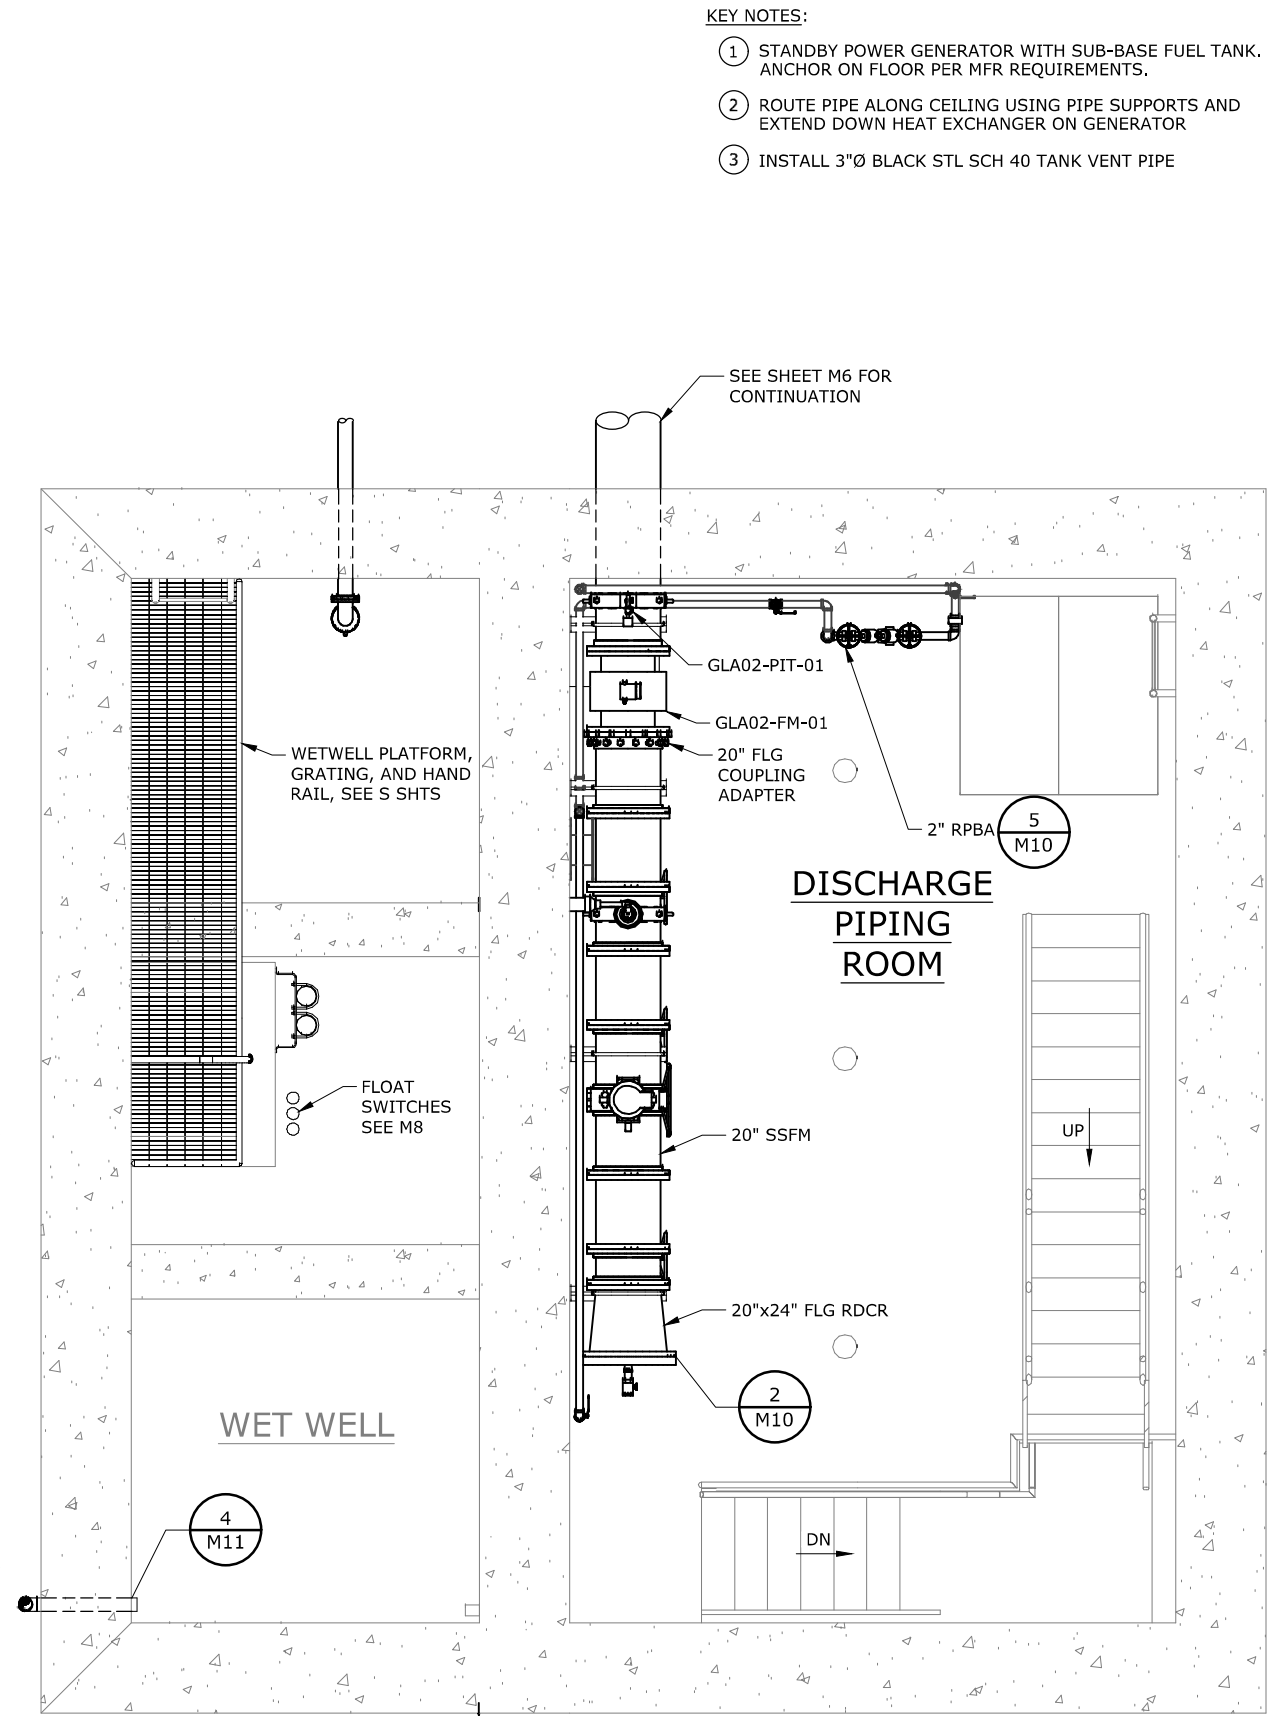 KEY NOTES:
1 STANDBY POWER GENERATOR WITH SUB-BASE FUEL TANK.
ANCHOR ON FLOOR PER MFR REQUIREMENTS.
2 ROUTE PIPE ALONG CEILING USING PIPE SUPPORTS AND
EXTEND DOWN HEAT EXCHANGER ON GENERATOR
3 INSTALL 3"Ø BLACK STL SCH 40 TANK VENT PIPE
SEE SHEET M6 FOR
CONTINUATION
GLA02-PIT-01
GLA02-FM-01
20" FLG
COUPLING
ADAPTER
WETWELL PLATFORM,
GRATING, AND HAND
RAIL, SEE S SHTS
2" RPBA
5
M10
DISCHARGE
PIPING
ROOM
FLOAT
SWITCHES
SEE M8
20" SSFM
UP
20"x24" FLG RDCR
2
M10
WET WELL
4
M11
DN